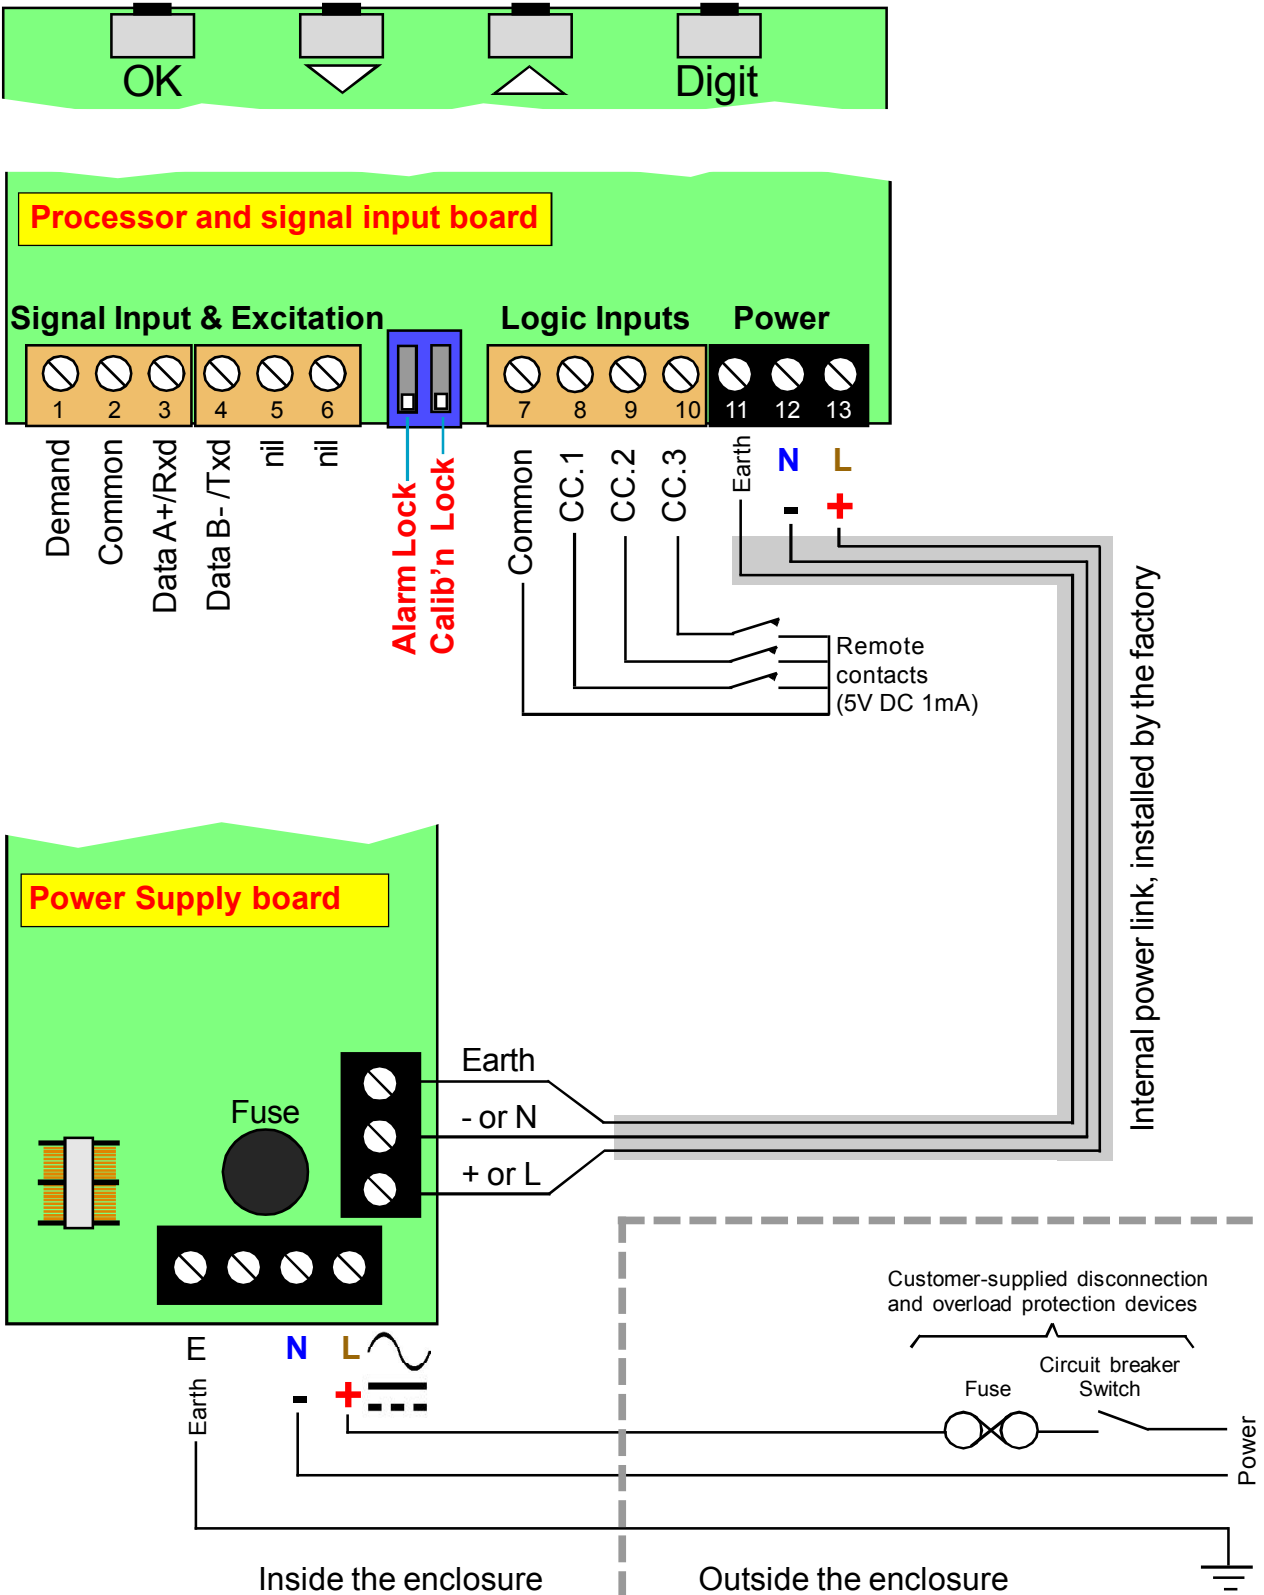 OK
Digit
Processor and signal input board
Signal Input & Excitation
Logic Inputs
Power
1
2
3
4
5
6
7
8
9
10
11
12
13
Demand
Common
Data A+/Rxd
Data B- /Txd
nil
nil
Alarm Lock
Calib'n Lock
Common
CC.1
CC.2
CC.3
Earth
N
L
-
+
Remote
contacts
(5V DC 1mA)
Internal power link, installed by the factory
Power Supply board
Fuse
Earth
- or N
+ or L
Customer-supplied disconnection
and overload protection devices
Circuit breaker
Switch
Fuse
E
N
L
Earth
-
+
Power
Inside the enclosure
Outside the enclosure